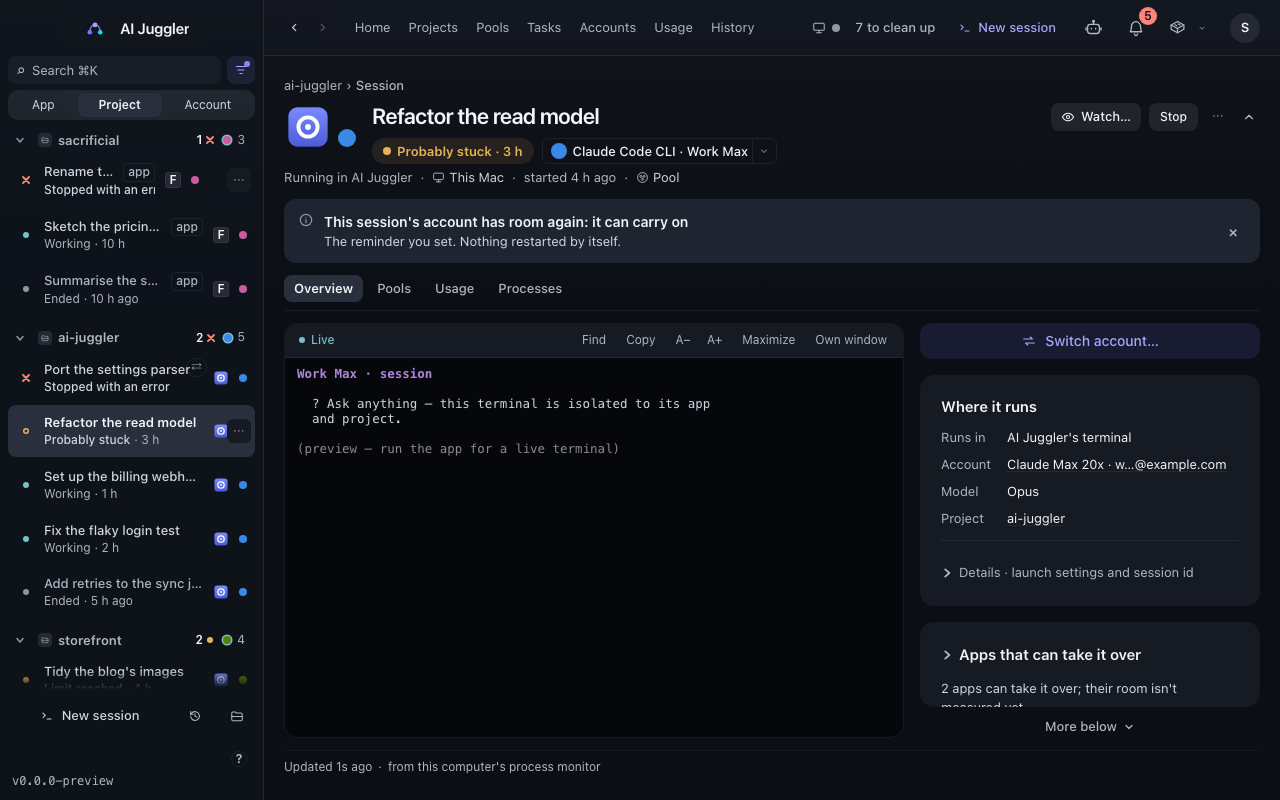 AI Juggler
Search ⌘K
App Project Account
sacrificial 1 3
Rename t... app F
Stopped with an err
Sketch the pricin... app F
Working · 10 h
Summarise the s... app F
Ended · 10 h ago
ai-juggler 2 5
Port the settings parser
Stopped with an error
Refactor the read model
Probably stuck · 3 h
Set up the billing webh...
Working · 1 h
Fix the flaky login test
Working · 2 h
Add retries to the sync j...
Ended · 5 h ago
storefront 2 4
Tidy the blog's images
New session
?
v0.0.0-preview
Home Projects Pools Tasks Accounts Usage History 7 to clean up New session 5 S
ai-juggler › Session
Refactor the read model
Watch... Stop ...
Probably stuck · 3 h Claude Code CLI · Work Max
Running in AI Juggler · This Mac · started 4 h ago · Pool
This session's account has room again: it can carry on
The reminder you set. Nothing restarted by itself.
Overview Pools Usage Processes
Live Find Copy A− A+ Maximize Own window
Work Max · session
? Ask anything — this terminal is isolated to its app
and project.
(preview — run the app for a live terminal)
Switch account...
Where it runs
Runs in AI Juggler's terminal
Account Claude Max 20x · w...@example.com
Model Opus
Project ai-juggler
Details · launch settings and session id
Apps that can take it over
2 apps can take it over; their room isn't
measured yet
More below
Updated 1s ago · from this computer's process monitor